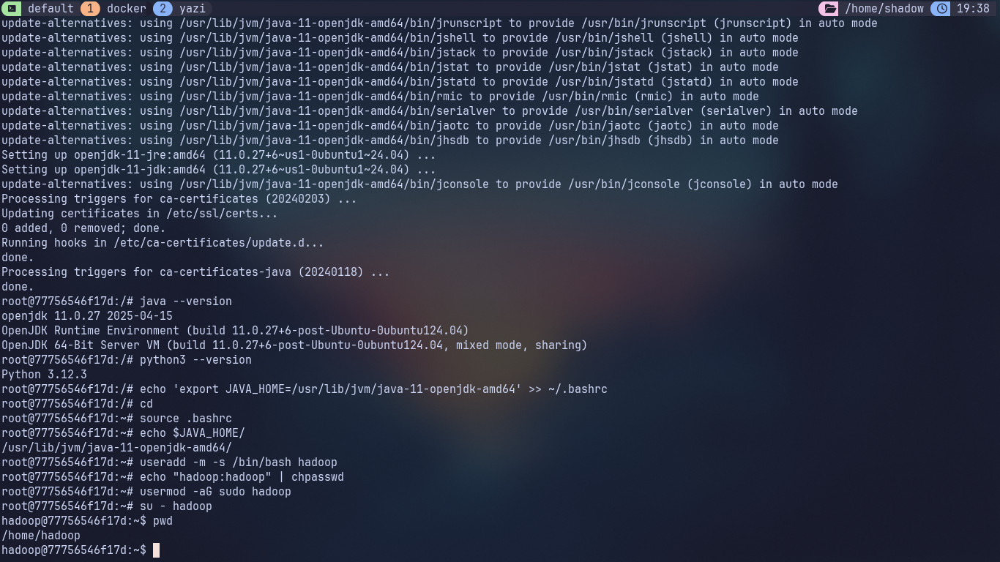 default 1 docker 2 yazi /home/shadow 19:38
update-alternatives: using /usr/lib/jvm/java-11-openjdk-amd64/bin/jrunscript to provide /usr/bin/jrunscript (jrunscript) in auto mode
update-alternatives: using /usr/lib/jvm/java-11-openjdk-amd64/bin/jshell to provide /usr/bin/jshell (jshell) in auto mode
update-alternatives: using /usr/lib/jvm/java-11-openjdk-amd64/bin/jstack to provide /usr/bin/jstack (jstack) in auto mode
update-alternatives: using /usr/lib/jvm/java-11-openjdk-amd64/bin/jstat to provide /usr/bin/jstat (jstat) in auto mode
update-alternatives: using /usr/lib/jvm/java-11-openjdk-amd64/bin/jstatd to provide /usr/bin/jstatd (jstatd) in auto mode
update-alternatives: using /usr/lib/jvm/java-11-openjdk-amd64/bin/rmic to provide /usr/bin/rmic (rmic) in auto mode
update-alternatives: using /usr/lib/jvm/java-11-openjdk-amd64/bin/serialver to provide /usr/bin/serialver (serialver) in auto mode
update-alternatives: using /usr/lib/jvm/java-11-openjdk-amd64/bin/jaotc to provide /usr/bin/jaotc (jaotc) in auto mode
update-alternatives: using /usr/lib/jvm/java-11-openjdk-amd64/bin/jhsdb to provide /usr/bin/jhsdb (jhsdb) in auto mode
Setting up openjdk-11-jre:amd64 (11.0.27+6~us1-0ubuntu1~24.04) ...
Setting up openjdk-11-jdk:amd64 (11.0.27+6~us1-0ubuntu1~24.04) ...
update-alternatives: using /usr/lib/jvm/java-11-openjdk-amd64/bin/jconsole to provide /usr/bin/jconsole (jconsole) in auto mode
Processing triggers for ca-certificates (20240203) ...
Updating certificates in /etc/ssl/certs...
0 added, 0 removed; done.
Running hooks in /etc/ca-certificates/update.d...
done.
Processing triggers for ca-certificates-java (20240118) ...
done.
root@77756546f17d:/# java --version
openjdk 11.0.27 2025-04-15
OpenJDK Runtime Environment (build 11.0.27+6-post-Ubuntu-0ubuntu124.04)
OpenJDK 64-Bit Server VM (build 11.0.27+6-post-Ubuntu-0ubuntu124.04, mixed mode, sharing)
root@77756546f17d:/# python3 --version
Python 3.12.3
root@77756546f17d:/# echo 'export JAVA_HOME=/usr/lib/jvm/java-11-openjdk-amd64' >> ~/.bashrc
root@77756546f17d:/# cd
root@77756546f17d:~# source .bashrc
root@77756546f17d:~# echo $JAVA_HOME/
/usr/lib/jvm/java-11-openjdk-amd64/
root@77756546f17d:~# useradd -m -s /bin/bash hadoop
root@77756546f17d:~# echo "hadoop:hadoop" | chpasswd
root@77756546f17d:~# usermod -aG sudo hadoop
root@77756546f17d:~# su - hadoop
hadoop@77756546f17d:~$ pwd
/home/hadoop
hadoop@77756546f17d:~$